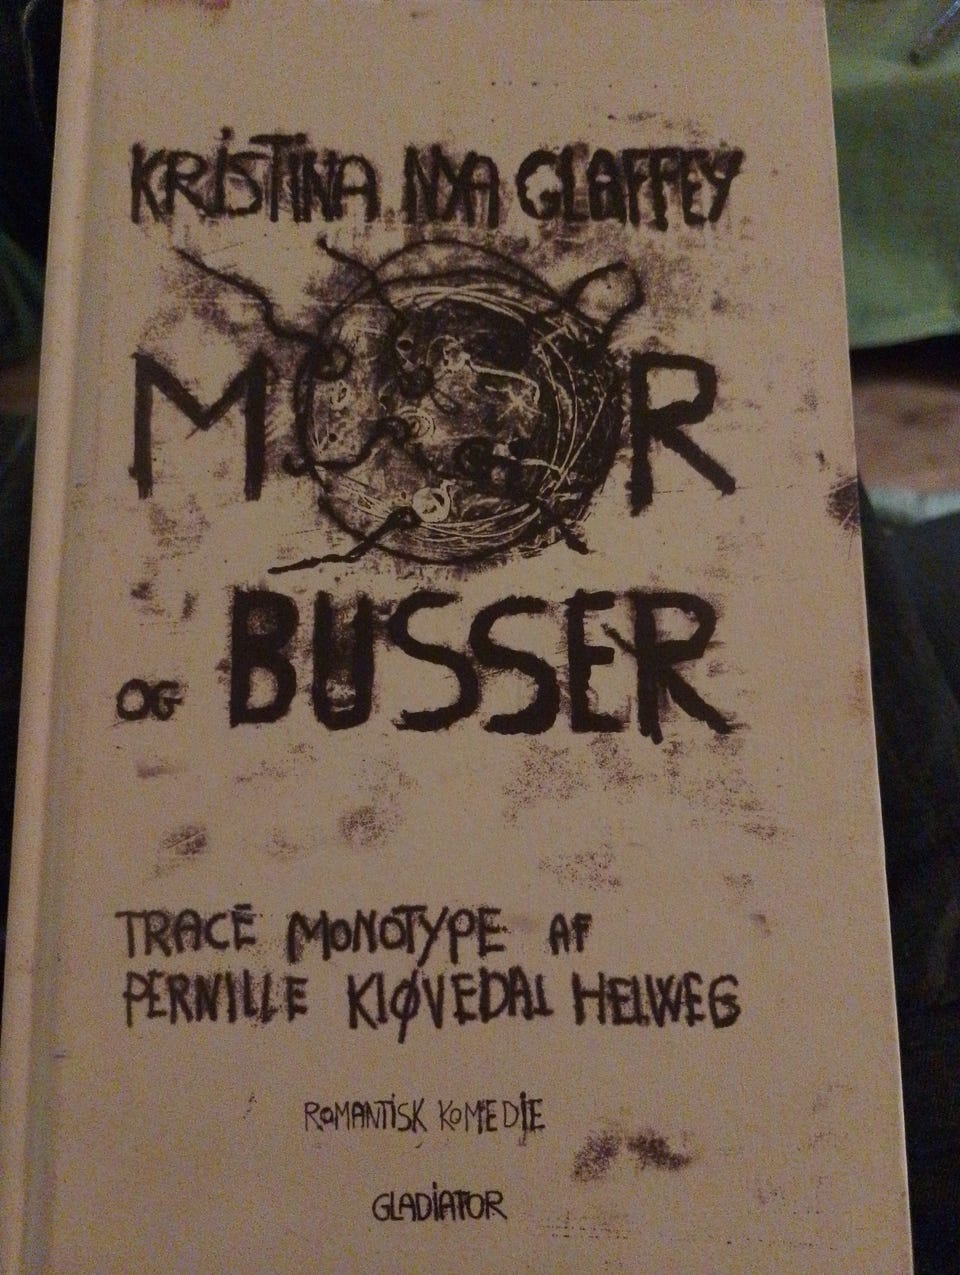 KRISTINA NYA GLAFFEY
MOR
OG BUSSER
TRACE MONOTYPE AF
PERNILLE KLØVEDAL HELWEG
ROMANTISK KOMEDIE
GLADIATOR